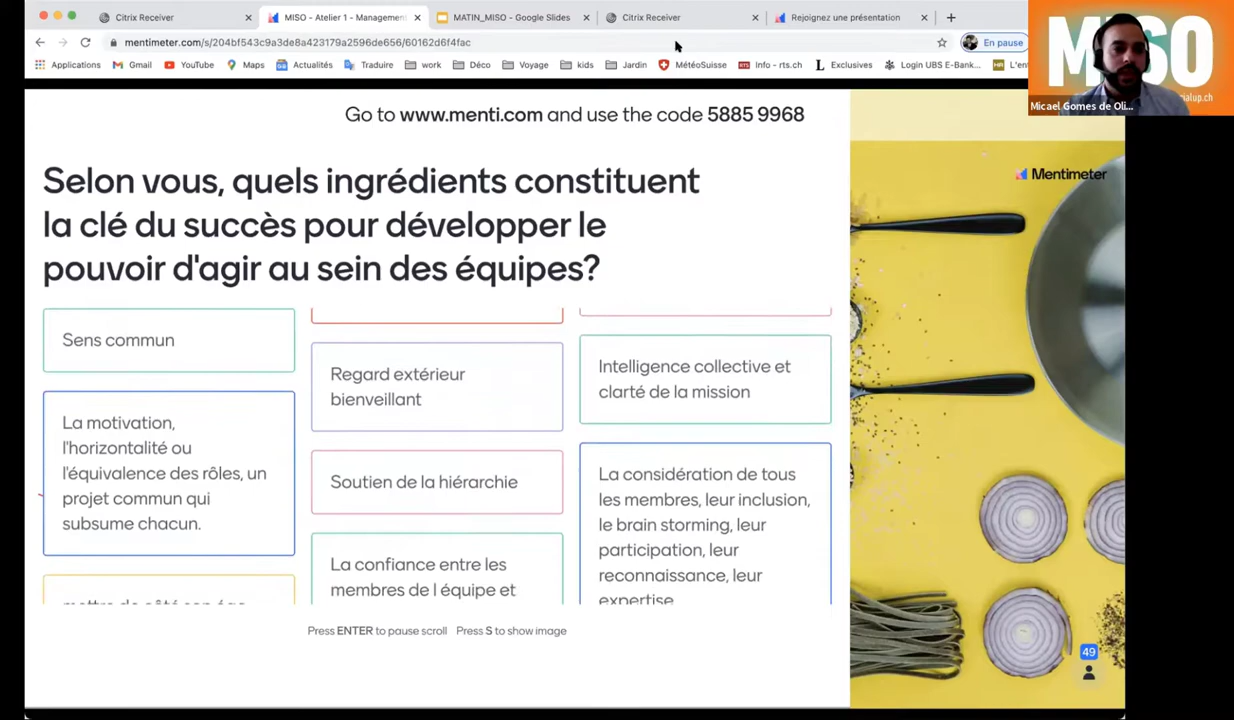 Citrix Receiver
MISO - Atelier 1 - Management
MATIN_MISO - Google Slides
Citrix Receiver
Rejoignez une présentation
mentimeter.com/s/204bf543c9a3de8a423179a2596de656/60162d6f4fac
En pause
Applications
Gmail
YouTube
Maps
Actualités
Traduire
work
Déco
Voyage
kids
Jardin
MétéoSuisse
Info - rts.ch
Exclusives
Login UBS E-Bank...
MISO
Micael Gomes de Oli...
Go to www.menti.com and use the code 5885 9968
Mentimeter
Selon vous, quels ingrédients constituent
la clé du succès pour développer le
pouvoir d'agir au sein des équipes?
Sens commun
La motivation,
l'horizontalité ou
l'équivalence des rôles, un
projet commun qui
subsume chacun.
Regard extérieur
bienveillant
Soutien de la hiérarchie
La confiance entre les
membres de l équipe et
Intelligence collective et
clarté de la mission
La considération de tous
les membres, leur inclusion,
le brain storming, leur
participation, leur
reconnaissance, leur
expertise
Press ENTER to pause scroll Press S to show image
49